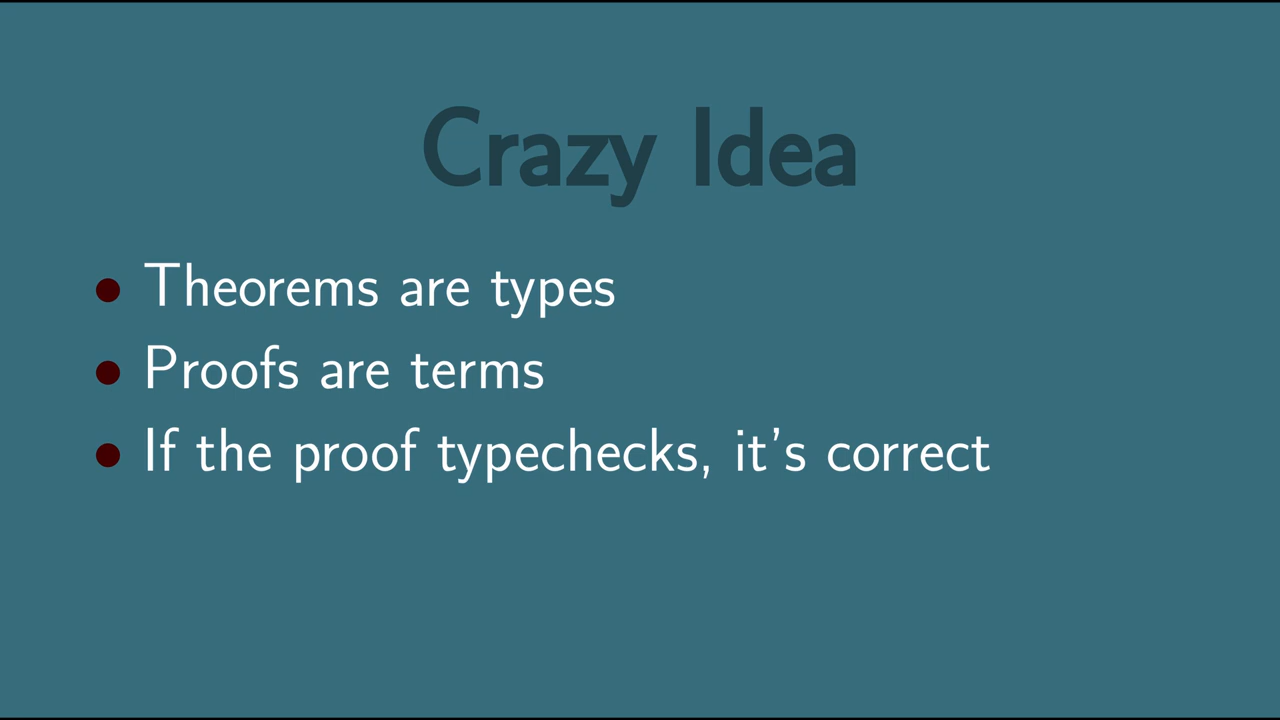 Crazy Idea
• Theorems are types
• Proofs are terms
• If the proof typechecks, it's correct